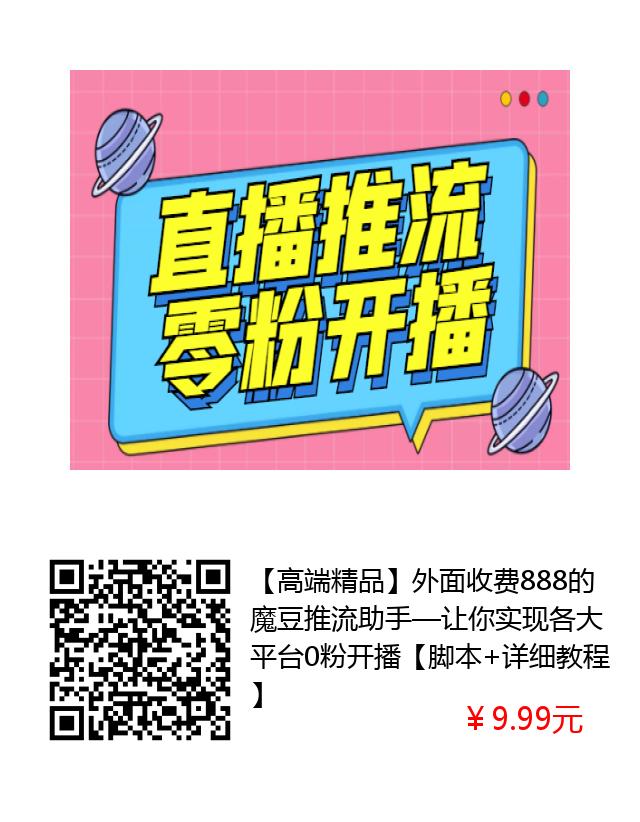 直播推流
零粉开播
【高端精品】外面收费888的
魔豆推流助手—让你实现各大
平台0粉开播【脚本+详细教程
】
￥9.99元